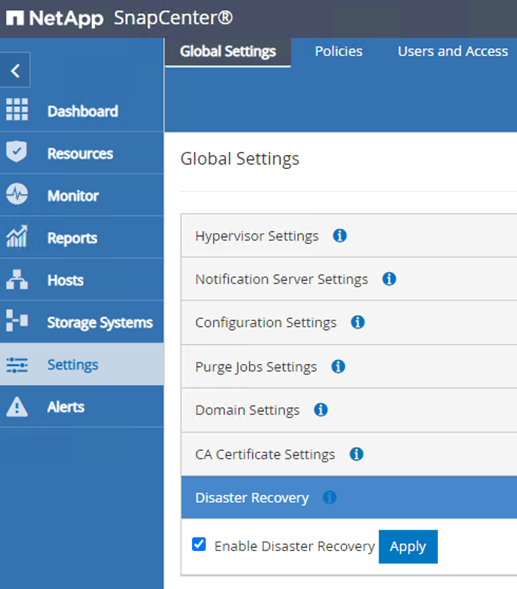 NetApp SnapCenter®
Global Settings Policies Users and Access
Dashboard
Resources
Monitor
Reports
Hosts
Storage Systems
Settings
Alerts
Global Settings
Hypervisor Settings
Notification Server Settings
Configuration Settings
Purge Jobs Settings
Domain Settings
CA Certificate Settings
Disaster Recovery
Enable Disaster Recovery Apply